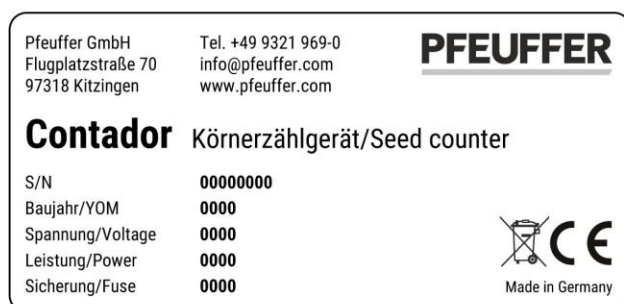 Pfeuffer GmbH
Flugplatzstraße 70
97318 Kitzingen
Tel. +49 9321 969-0
info@pfeuffer.com
www.pfeuffer.com
PFEUFFER
Contador Körnerzählgerät/Seed counter
S/N 00000000
Baujahr/YOM 0000
Spannung/Voltage 0000
Leistung/Power 0000
Sicherung/Fuse 0000
CE
Made in Germany